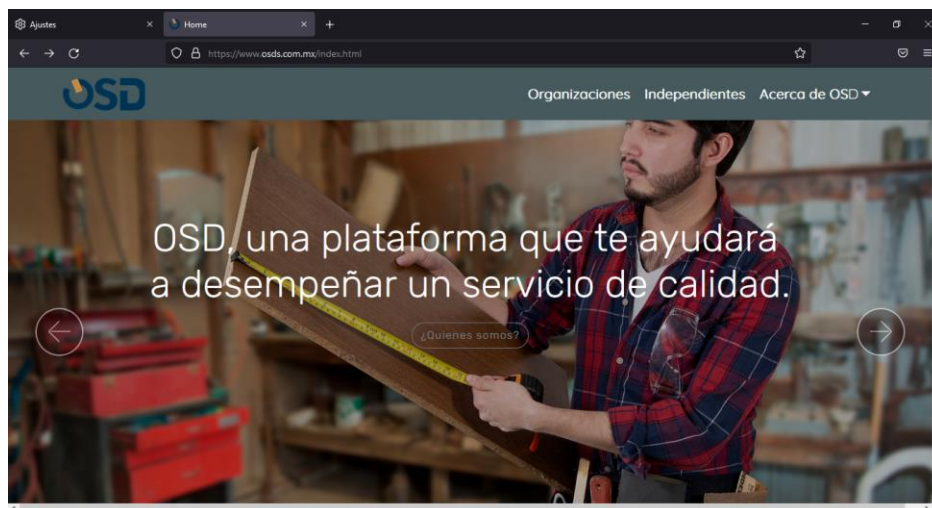 Ajustes
Home
https://www.osds.com.mx/index.html
OSD
Organizaciones Independientes Acerca de OSD
OSD, una plataforma que te ayudará
a desempeñar un servicio de calidad.
¿Quienes somos?